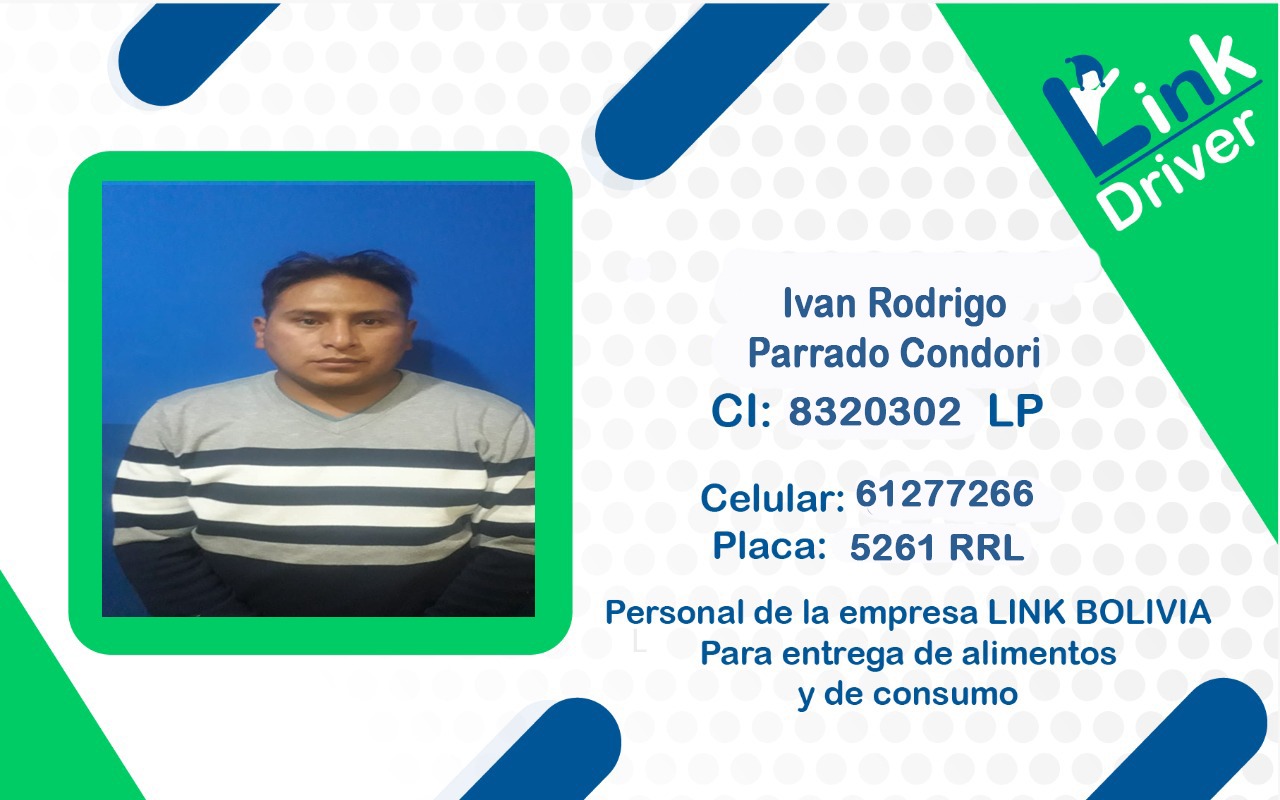 Link
Driver
Ivan Rodrigo
Parrado Condori
CI: 8320302 LP
Celular: 61277266
Placa: 5261 RRL
Personal de la empresa LINK BOLIVIA
L
Para entrega de alimentos
y de consumo